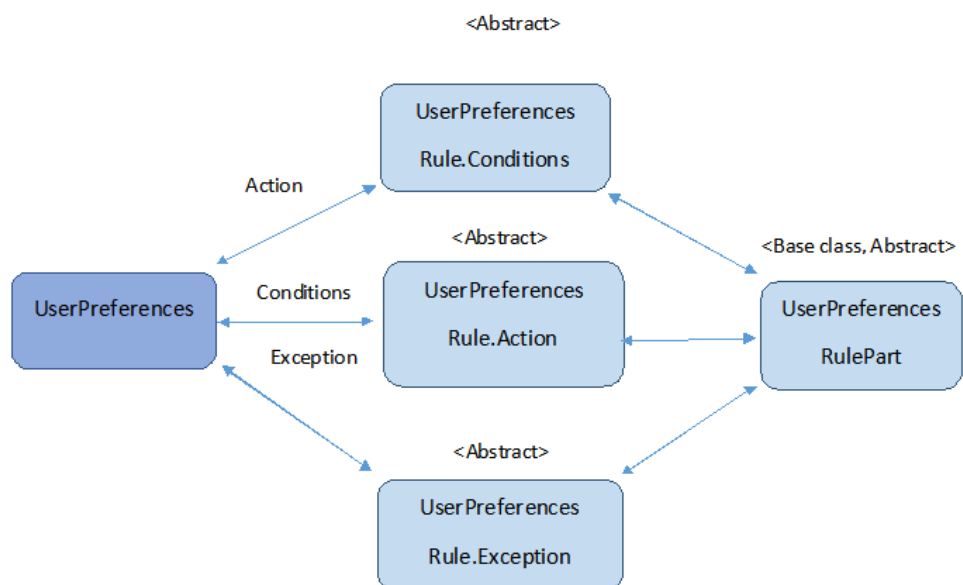 <Abstract>
UserPreferences
Rule.Conditions
Action
<Abstract>
<Base class, Abstract>
UserPreferences
Conditions
UserPreferences
Rule.Action
UserPreferences
RulePart
Exception
<Abstract>
UserPreferences
Rule.Exception